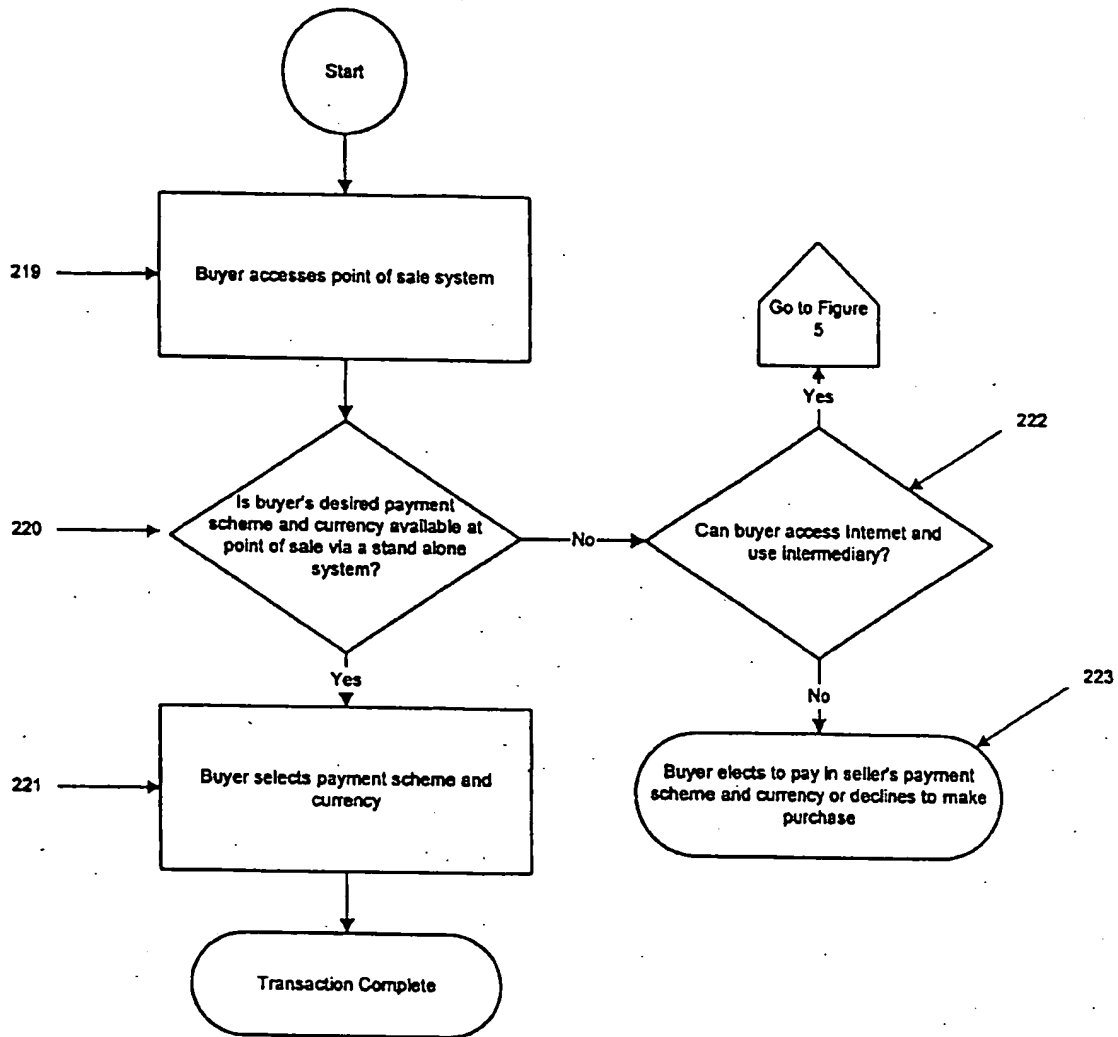 Start
219
Buyer accesses point of sale system
Go to Figure
5
Yes
222
220
Is buyer's desired payment
scheme and currency available at
point of sale via a stand alone
system?
No
Can buyer access Internet and
use intermediary?
Yes
No
223
221
Buyer selects payment scheme and
currency
Buyer elects to pay in seller's payment
scheme and currency or declines to make
purchase
Transaction Complete